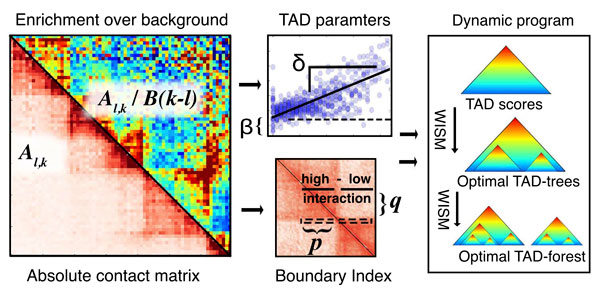 Enrichment over background
A_{l,k} / B(k-l)
A_{l,k}
Absolute contact matrix
TAD paramters
δ
β{
high - low
interaction
}q
p
Boundary Index
Dynamic program
TAD scores
WISM
Optimal TAD-trees
WISM
Optimal TAD-forest